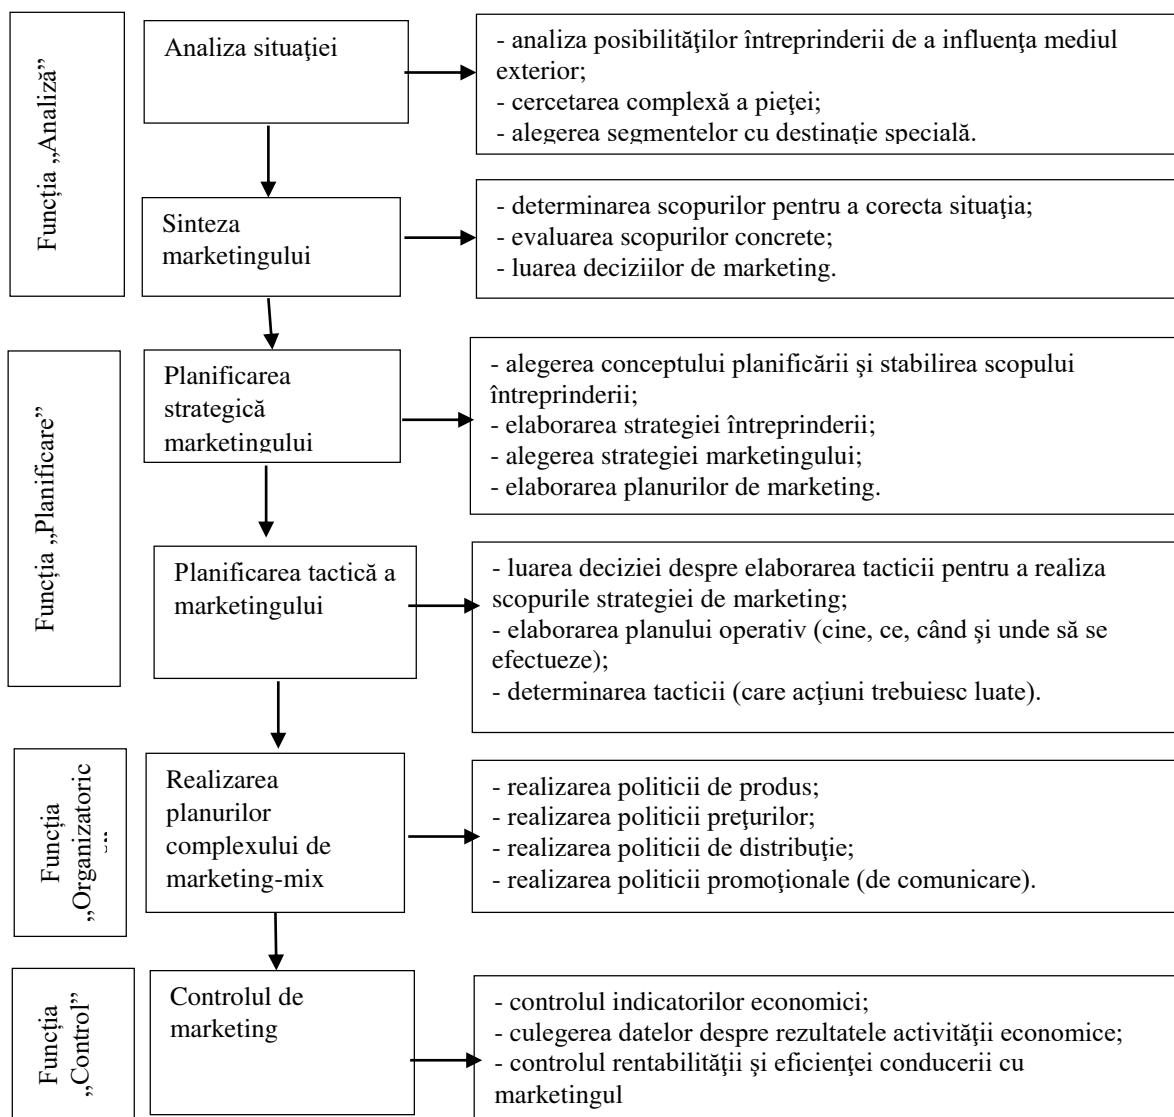 Funcția „Analiză”
Analiza situaţiei
- analiza posibilităţilor întreprinderii de a influenţa mediul
exterior;
- cercetarea complexă a pieţei;
- alegerea segmentelor cu destinaţie specială.
Sinteza
marketingului
- determinarea scopurilor pentru a corecta situaţia;
- evaluarea scopurilor concrete;
- luarea deciziilor de marketing.
Funcția „Planificare”
Planificarea
strategică
marketingului
- alegerea conceptului planificării şi stabilirea scopului
întreprinderii;
- elaborarea strategiei întreprinderii;
- alegerea strategiei marketingului;
- elaborarea planurilor de marketing.
Planificarea tactică a
marketingului
- luarea deciziei despre elaborarea tacticii pentru a realiza
scopurile strategiei de marketing;
- elaborarea planului operativ (cine, ce, când şi unde să se
efectueze);
- determinarea tacticii (care acţiuni trebuiesc luate).
Funcția
„Organizatoric
Realizarea
planurilor
complexului de
marketing-mix
- realizarea politicii de produs;
- realizarea politicii preţurilor;
- realizarea politicii de distribuţie;
- realizarea politicii promoţionale (de comunicare).
Funcția
„Control”
Controlul de
marketing
- controlul indicatorilor economici;
- culegerea datelor despre rezultatele activităţii economice;
- controlul rentabilităţii şi eficienţei conducerii cu
marketingul